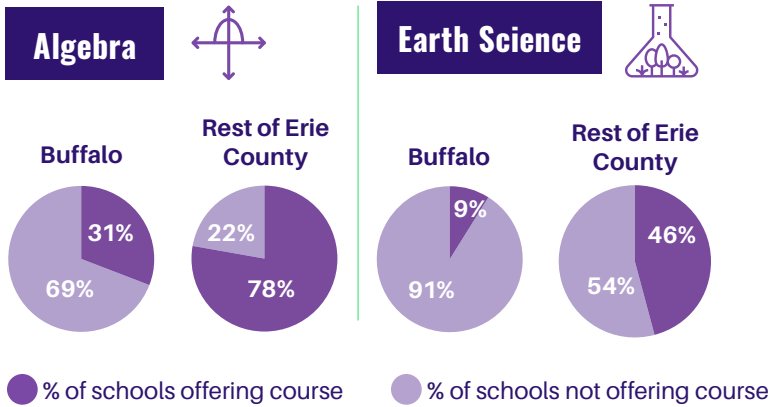 Algebra
Earth Science
Buffalo
Rest of Erie
County
31%
69%
22%
78%
Buffalo
Rest of Erie
County
9%
91%
46%
54%
% of schools offering course
% of schools not offering course